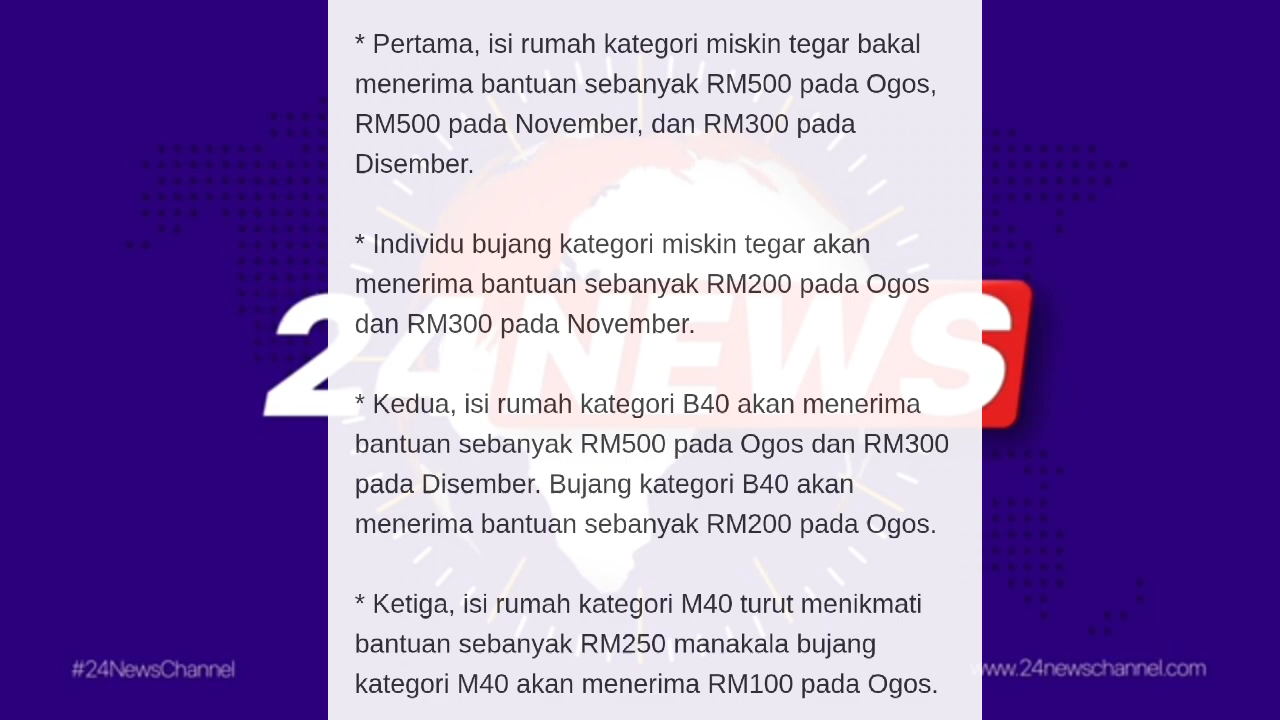 * Pertama, isi rumah kategori miskin tegar bakal
menerima bantuan sebanyak RM500 pada Ogos,
RM500 pada November, dan RM300 pada
Disember.
* Individu bujang kategori miskin tegar akan
menerima bantuan sebanyak RM200 pada Ogos
dan RM300 pada November.
24NEWS
* Kedua, isi rumah kategori B40 akan menerima
bantuan sebanyak RM500 pada Ogos dan RM300
pada Disember. Bujang kategori B40 akan
menerima bantuan sebanyak RM200 pada Ogos.
* Ketiga, isi rumah kategori M40 turut menikmati
bantuan sebanyak RM250 manakala bujang
kategori M40 akan menerima RM100 pada Ogos.
#24NewsChannel
www.24newschannel.com